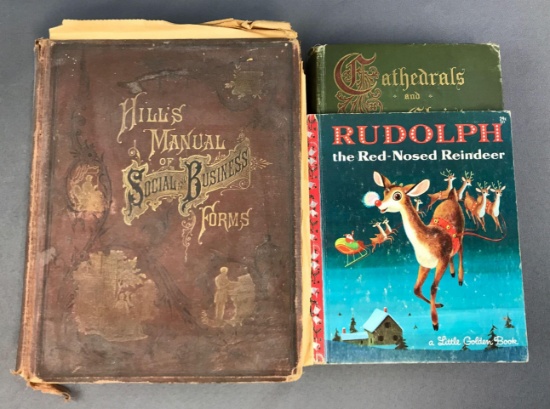 HILL'S
MANUAL
OF
SOCIAL AND BUSINESS
FORMS
Cathedrals
and
RUDOLPH
the Red-Nosed Reindeer
a Little Golden Book